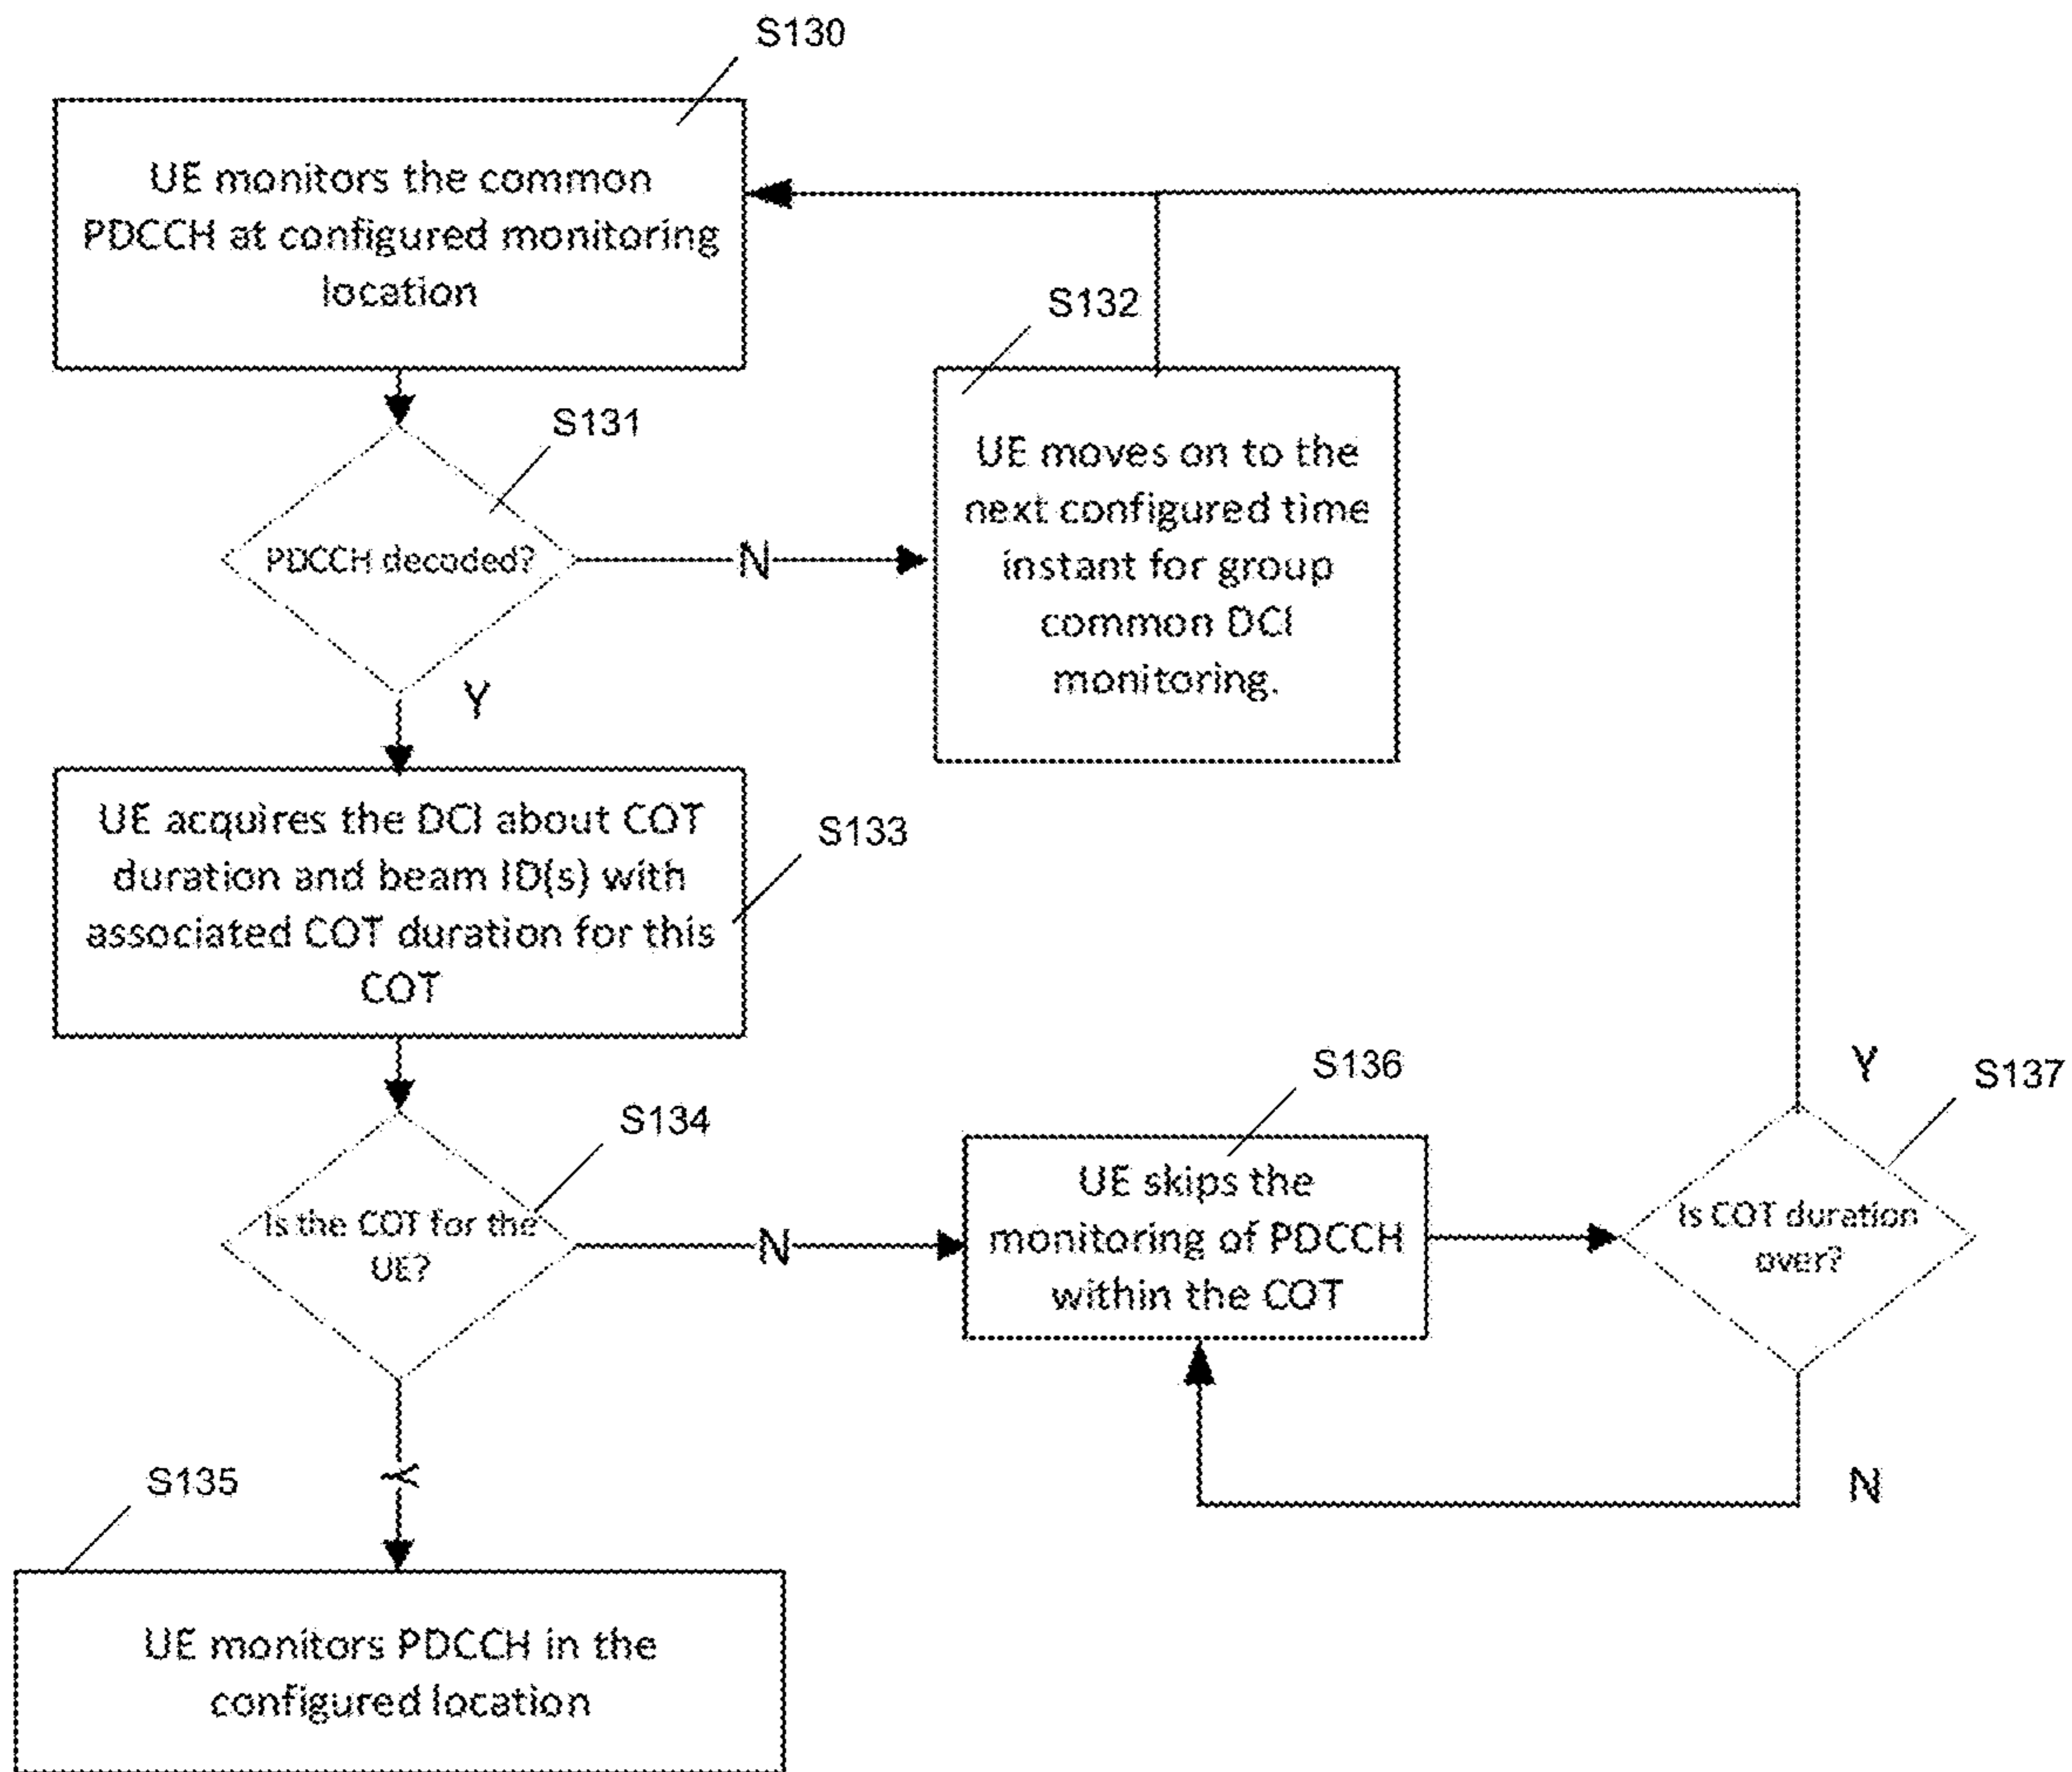 S130
UE monitors the common
PDCCH at configured monitoring
location
S132
S131
UE moves on to the
next configured time
instant for group
common DCI
monitoring.
PDCCH decoded?
N
Y
UE acquires the DCI about COT
duration and beam ID(s) with
associated COT duration for this
COT
S133
S134
Is the COT for the
UE?
N
S136
UE skips the
monitoring of PDCCH
within the COT
Y
S137
Is COT duration
over?
N
Y
S135
UE monitors PDCCH in the
configured location